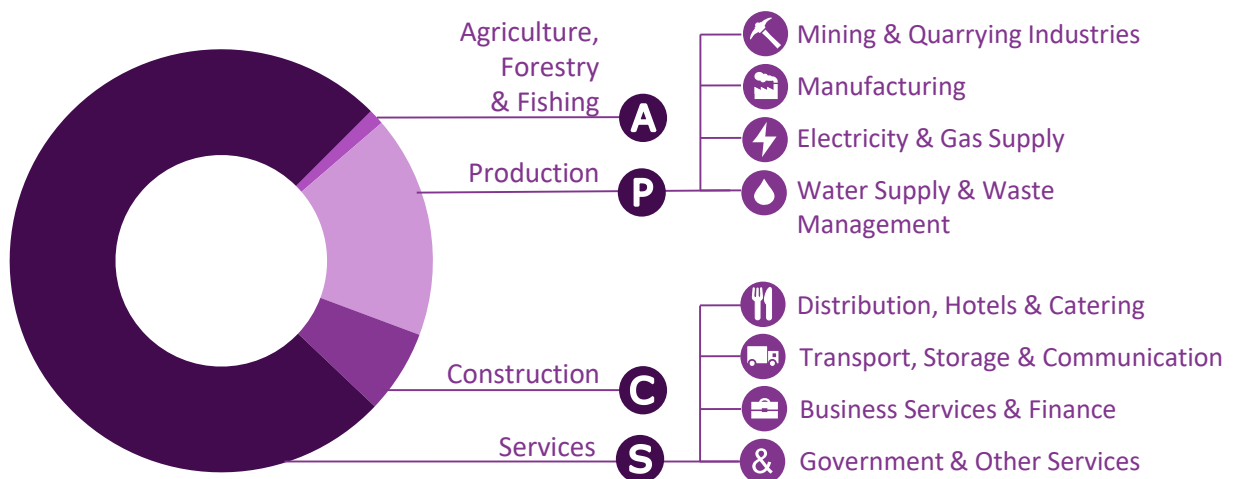 Agriculture,
Forestry
& Fishing
A
Production
P
Mining & Quarrying Industries
Manufacturing
Electricity & Gas Supply
Water Supply & Waste
Management
Construction
C
Services
S
Distribution, Hotels & Catering
Transport, Storage & Communication
Business Services & Finance
& Government & Other Services